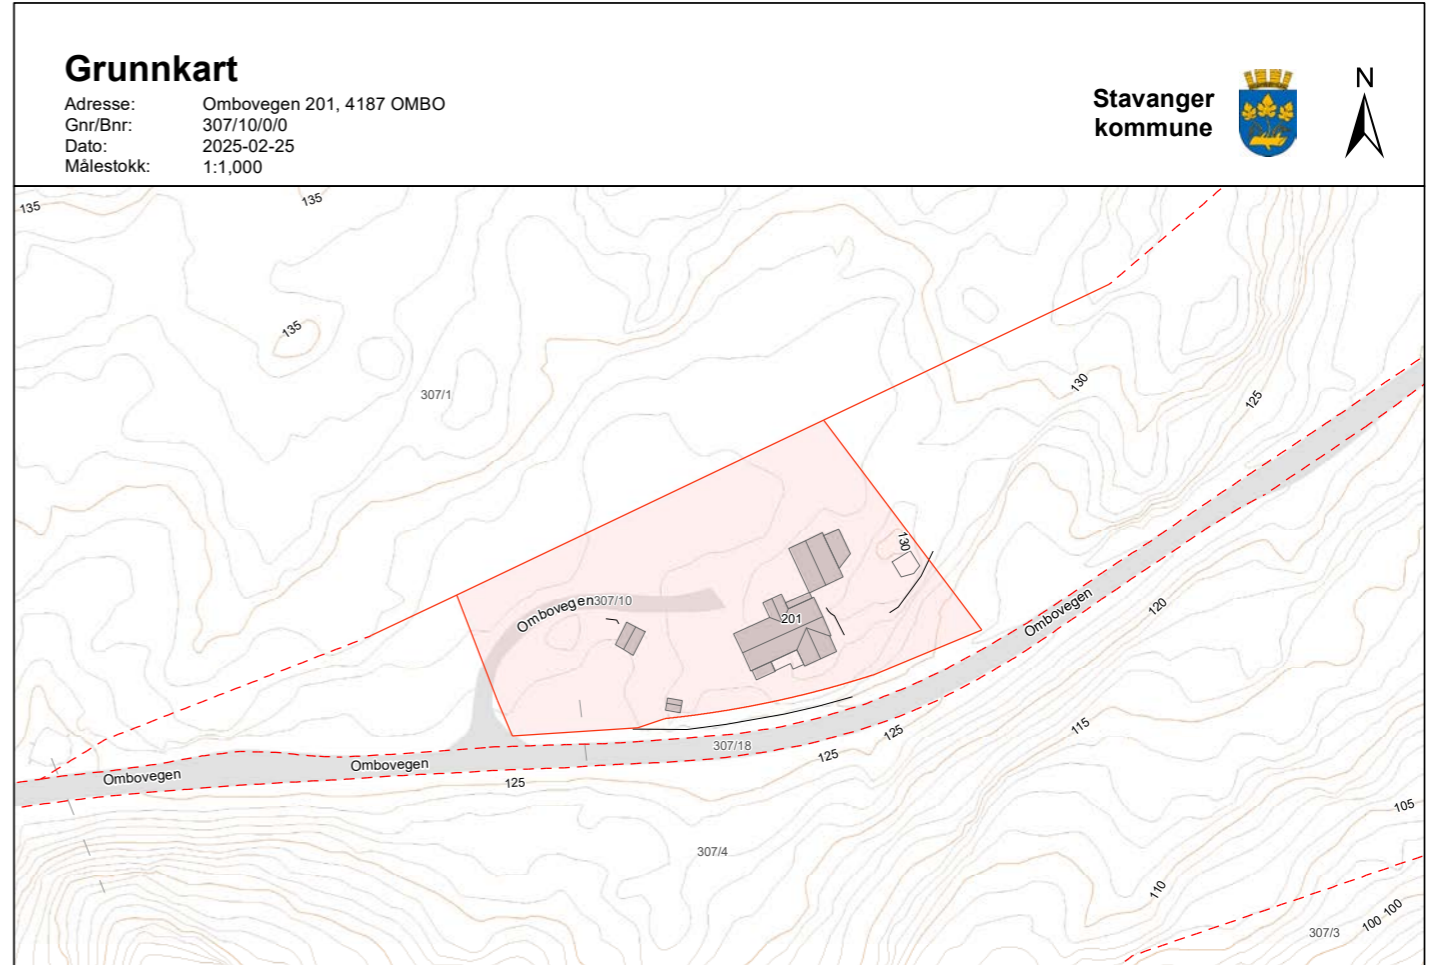 Grunnkart
Adresse: Ombovegen 201, 4187 OMBO
Gnr/Bnr: 307/10/0/0
Dato: 2025-02-25
Målestokk: 1:1,000
Stavanger
kommune
N
135
135
135
307/1
130
125
130
Ombovegen
307/10
201
Ombovegen
120
307/18
125
125
115
Ombovegen
Ombovegen
125
105
307/4
110
100
100
307/3